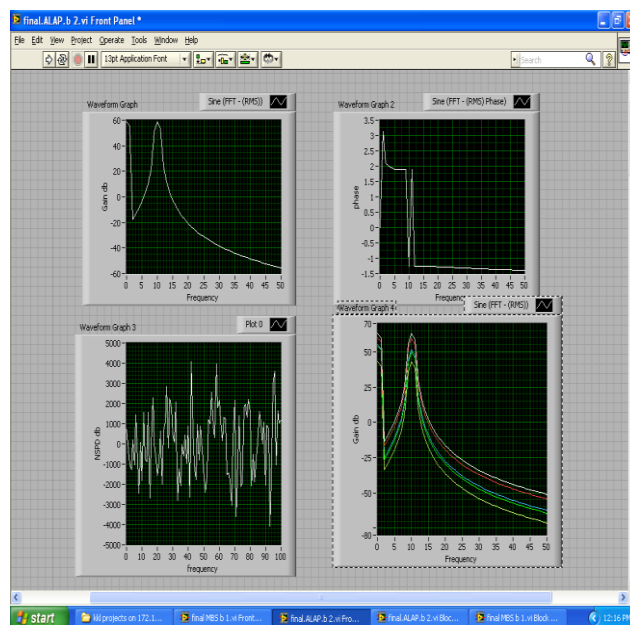 final.ALAP.b 2.vi Front Panel *
File Edit View Project Operate Tools Window Help
13pt Application Font
Search
Waveform Graph
Sine (FFT - (RMS))
Gain db
60
40
20
0
-20
-40
-60
0 5 10 15 20 25 30 35 40 45 50
Frequency
Waveform Graph 2
Sine (FFT - (RMS) Phase)
phase
3.5
3
2.5
2
1.5
1
0.5
0
-0.5
-1
-1.5
0 5 10 15 20 25 30 35 40 45 50
Frequency
Waveform Graph 3
Plot 0
NSPD db
5000
4000
3000
2000
1000
0
-1000
-2000
-3000
-4000
-5000
0 10 20 30 40 50 60 70 80 90 100
frequency
Waveform Graph 4
Sine (FFT - (RMS))
Gain db
70
50
25
0
-25
-50
-80
0 5 10 15 20 25 30 35 40 45 50
Frequency
start
projects on 172.1...
final MBS b 1.vi Front...
final.ALAP.b 2.vi Fro...
final.ALAP.b 2.vi Bloc...
final MBS b 1.vi Block ...
12:16 PM